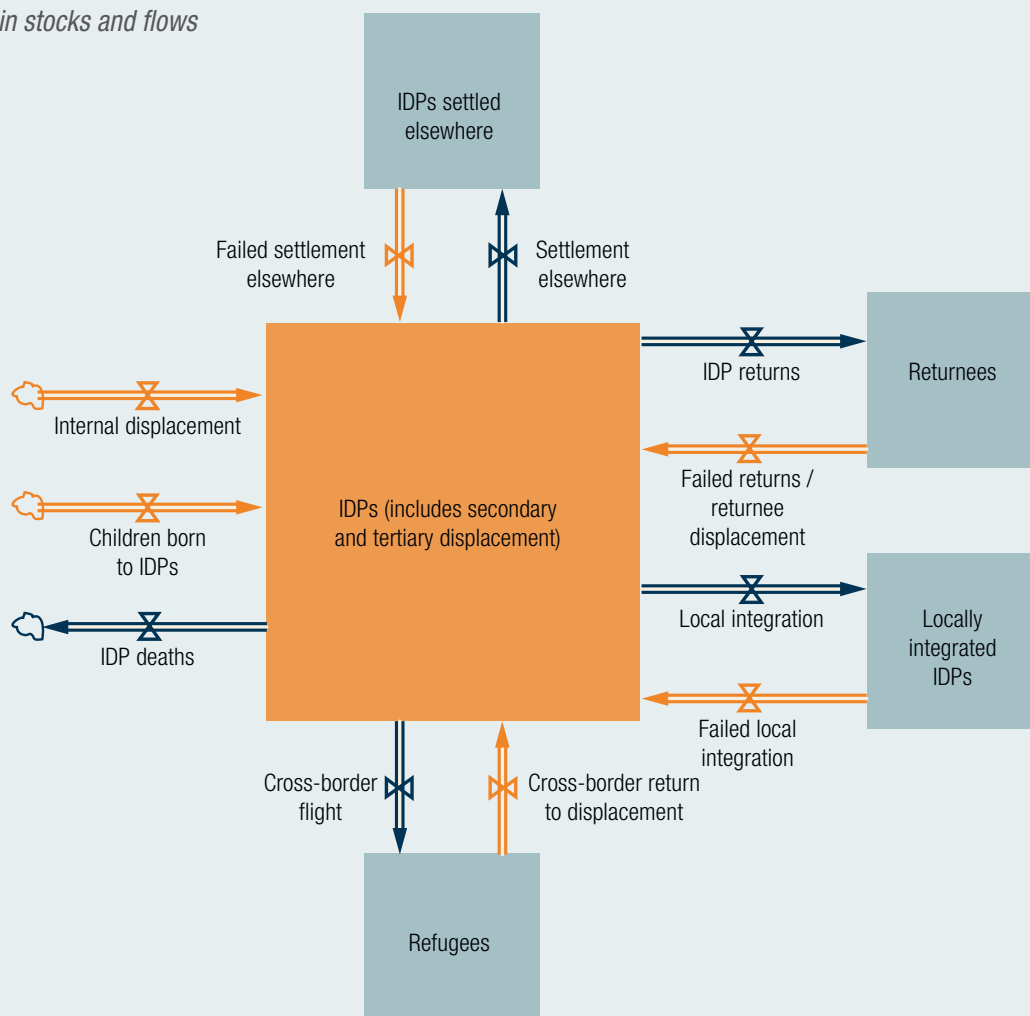 in stocks and flows
IDPs settled
elsewhere
Failed settlement
elsewhere
Settlement
elsewhere
IDP returns
Returnees
Internal displacement
Failed returns /
returnee
displacement
IDPs (includes secondary
and tertiary displacement)
Children born
to IDPs
Local integration
Locally
integrated
IDPs
IDP deaths
Failed local
integration
Cross-border
flight
Cross-border return
to displacement
Refugees